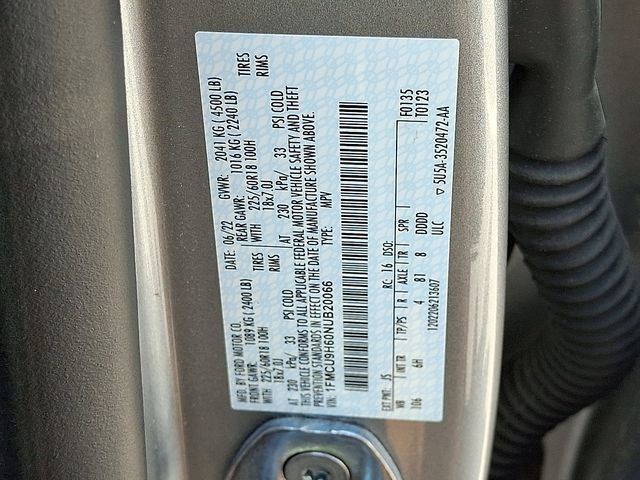 MFD BY FORD MOTOR CO.
DATE: 06/22 GVWR: 2041 KG ( 4500 LB)
FRONT GAWR: 1089 KG ( 2400 LB) REAR GAWR: 1016 KG ( 2240 LB)
WITH 225/60R18 100H TIRES WITH 225/60R18 100H TIRES
18x7.0J RIMS 18x7.0J RIMS
AT 230 kPa/ 33 PSI COLD AT 230 kPa/ 33 PSI COLD
THIS VEHICLE CONFORMS TO ALL APPLICABLE FEDERAL MOTOR VEHICLE SAFETY AND THEFT
PREVENTION STANDARDS IN EFFECT ON THE DATE OF MANUFACTURE SHOWN ABOVE.
VIN: 1FMCU9H60NUB20066 TYPE: MPV
EXT PNT: JS RC: 16 DSO: F0135
WB INT TR TP/PS R AXLE TR SPR T0123
106 6H 4 81 8 DDDD
1202206213607 ULC ▽ 5U5A-3520472-AA